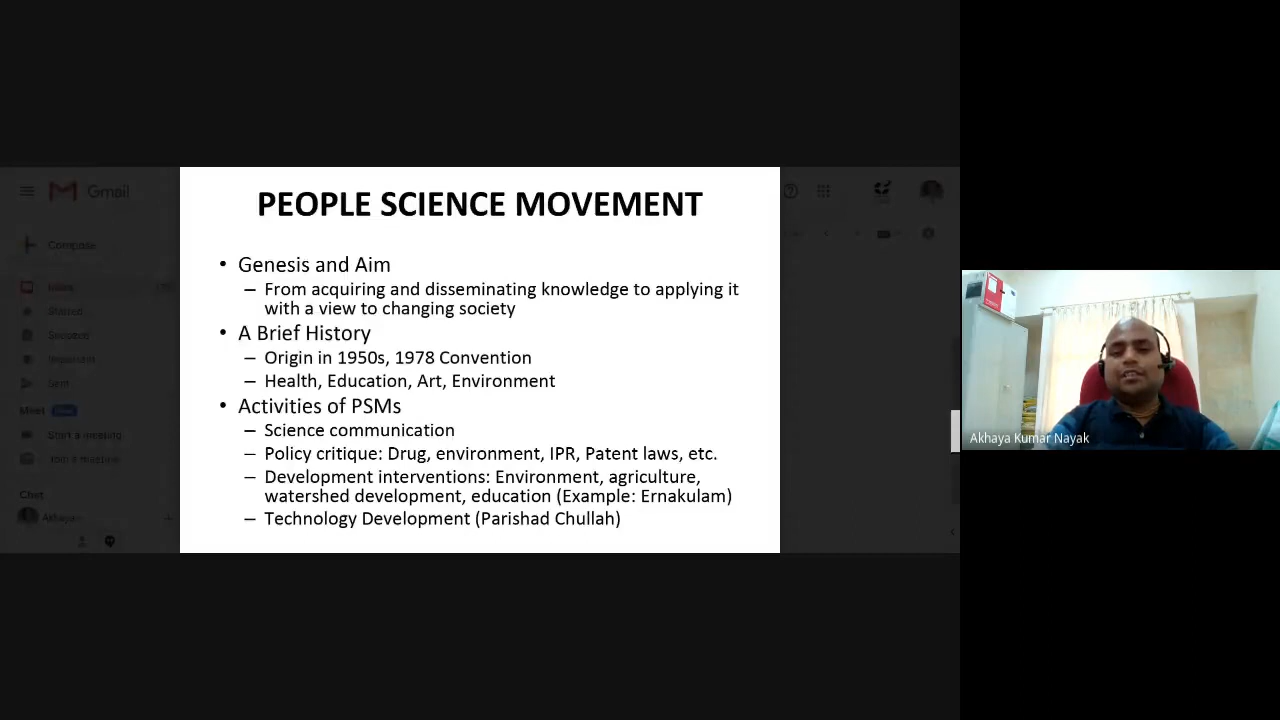 Gmail
PEOPLE SCIENCE MOVEMENT
Compose
• Genesis and Aim
– From acquiring and disseminating knowledge to applying it
with a view to changing society
• A Brief History
– Origin in 1950s, 1978 Convention
– Health, Education, Art, Environment
• Activities of PSMs
– Science communication
– Policy critique: Drug, environment, IPR, Patent laws, etc.
– Development interventions: Environment, agriculture,
watershed development, education (Example: Ernakulam)
– Technology Development (Parishad Chullah)
Inbox
Starred
Snoozed
Important
Sent
Meet
Start a meeting
Join a meeting
Chat
Akhaya
Akhaya Kumar Nayak